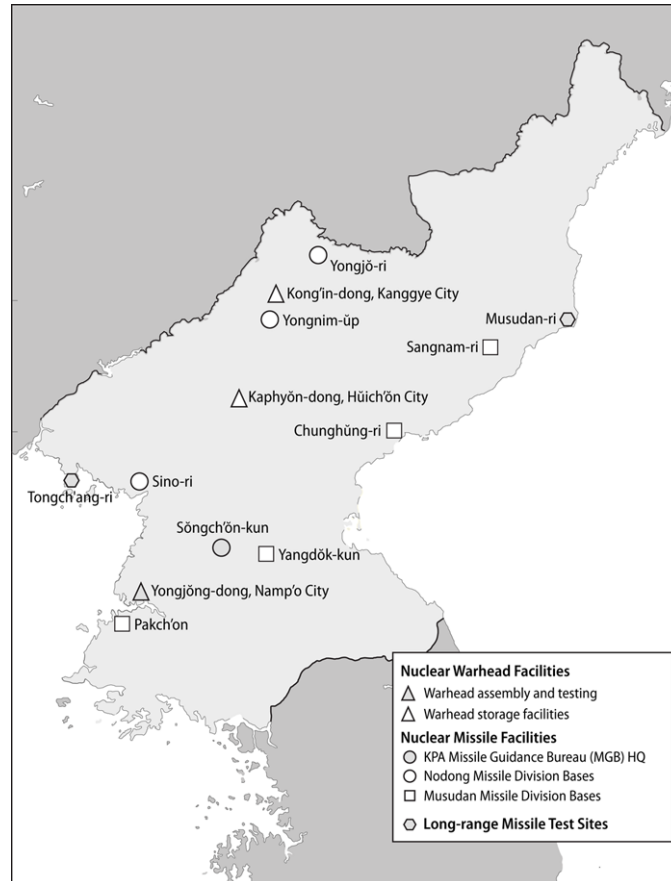 Yongjŏ-ri
Kong'in-dong, Kanggye City
Yongnim-ŭp
Musudan-ri
Sangnam-ri
Kaphyŏn-dong, Hŭich'ŏn City
Chunghŭng-ri
Sino-ri
Tongch'ang-ri
Sŏngch'ŏn-kun
Yangdŏk-kun
Yongjŏng-dong, Namp'o City
Pakch'on
Nuclear Warhead Facilities
Warhead assembly and testing
Warhead storage facilities
Nuclear Missile Facilities
KPA Missile Guidance Bureau (MGB) HQ
Nodong Missile Division Bases
Musudan Missile Division Bases
Long-range Missile Test Sites